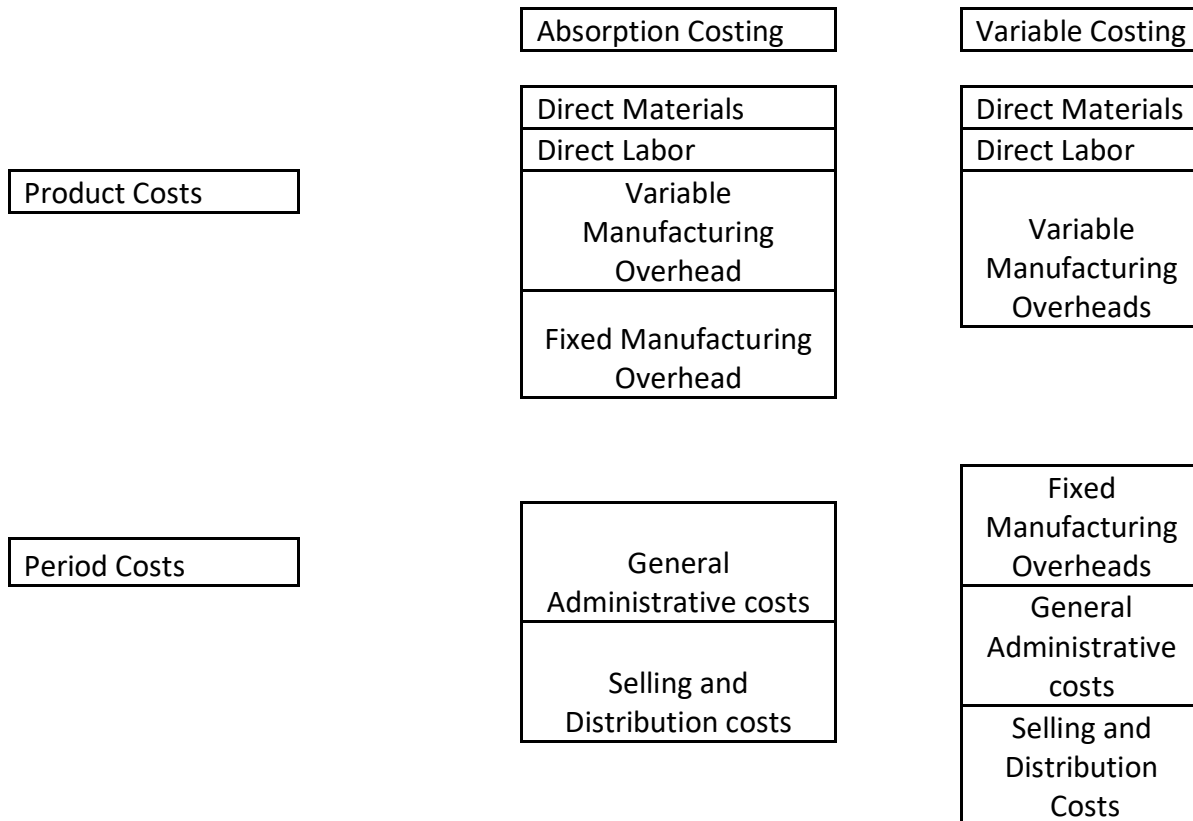 Absorption Costing
Variable Costing
Product Costs
Direct Materials
Direct Labor
Variable
Manufacturing
Overhead
Fixed Manufacturing
Overhead
Direct Materials
Direct Labor
Variable
Manufacturing
Overheads
Period Costs
General
Administrative costs
Selling and
Distribution costs
Fixed
Manufacturing
Overheads
General
Administrative
costs
Selling and
Distribution
Costs